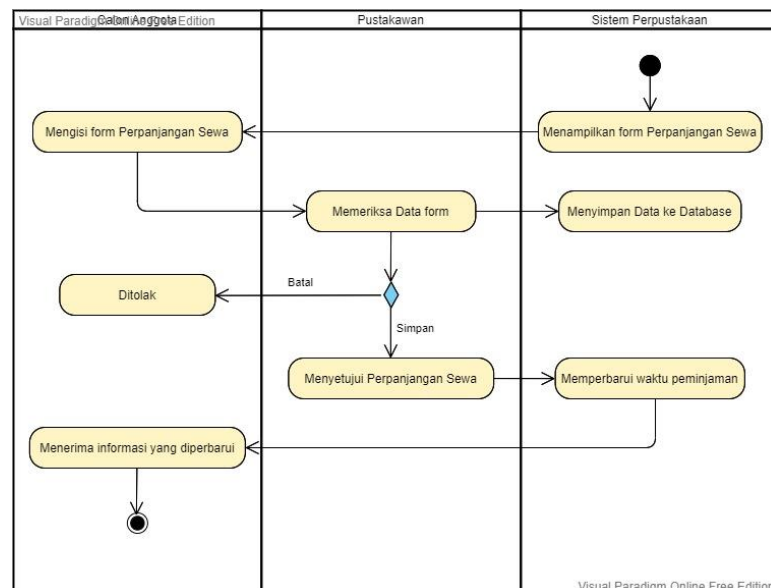 Visual Paradigm Online Free Edition
Calon Anggota
Pustakawan
Sistem Perpustakaan
Mengisi form Perpanjangan Sewa
Menampilkan form Perpanjangan Sewa
Memeriksa Data form
Menyimpan Data ke Database
Ditolak
Batal
Simpan
Menyetujui Perpanjangan Sewa
Memperbarui waktu peminjaman
Menerima informasi yang diperbarui
Visual Paradigm Online Free Edition